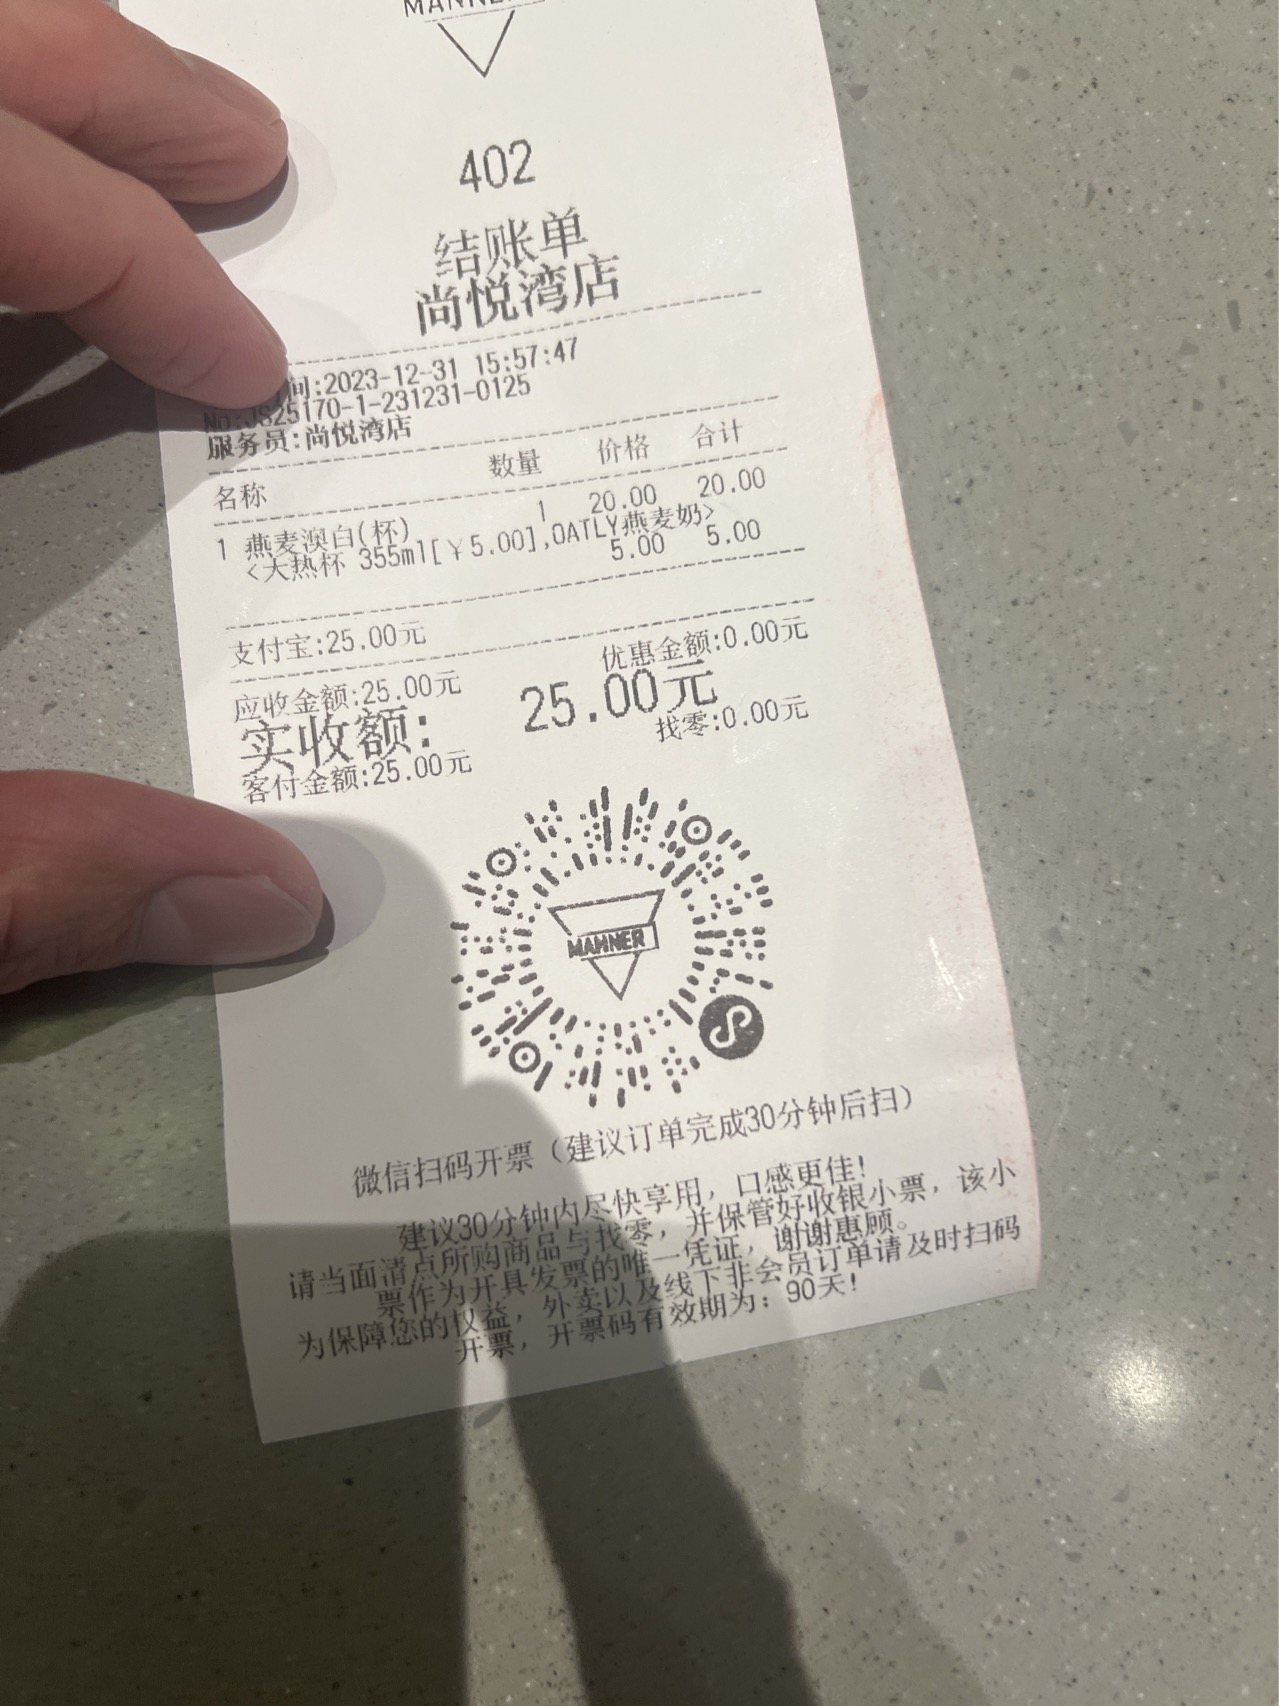 MANNER
402
结账单
尚悦湾店
间:2023-12-31 15:57:47
No:JS25170-1-231231-0125
服务员:尚悦湾店
名称 数量 价格 合计
1 燕麦澳白(杯) 1 20.00 20.00
<大热杯 355ml[￥5.00],OATLY燕麦奶>
5.00 5.00
支付宝:25.00元
优惠金额:0.00元
应收金额:25.00元
实收额: 25.00元
找零:0.00元
客付金额:25.00元
MANNER
微信扫码开票（建议订单完成30分钟后扫）
建议30分钟内尽快享用，口感更佳!
请当面清点所购商品与找零，并保管好收银小票，该小
票作为开具发票的唯一凭证，谢谢惠顾。
为保障您的权益，外卖以及线下非会员订单请及时扫码
开票，开票码有效期为：90天!